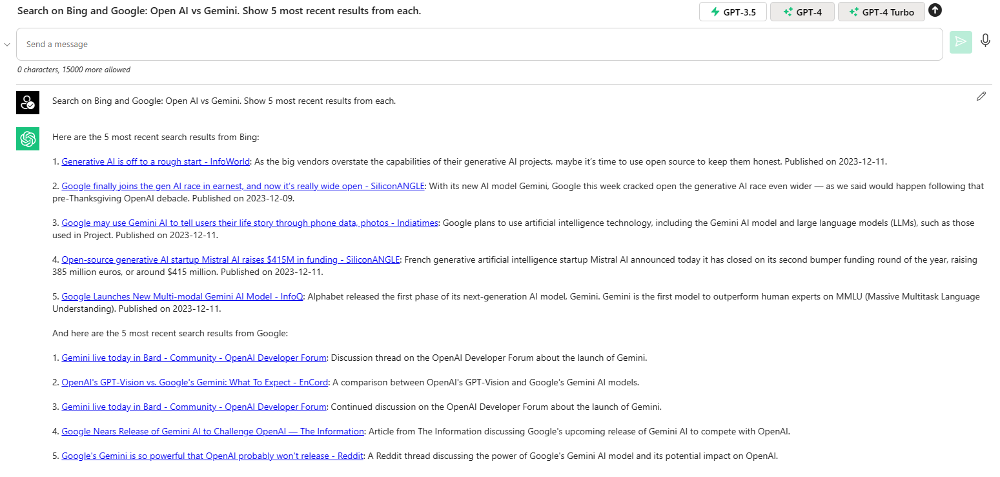 Search on Bing and Google: Open AI vs Gemini. Show 5 most recent results from each.
GPT-3.5
GPT-4
GPT-4 Turbo
Send a message
0 characters, 15000 more allowed
Search on Bing and Google: Open AI vs Gemini. Show 5 most recent results from each.
Here are the 5 most recent search results from Bing:
1. Generative AI is off to a rough start - InfoWorld: As the big vendors overstate the capabilities of their generative AI projects, maybe it's time to use open source to keep them honest. Published on 2023-12-11.
2. Google finally joins the gen AI race in earnest, and now it's really wide open - SiliconANGLE: With its new AI model Gemini, Google this week cracked open the generative AI race even wider — as we said would happen following that
pre-Thanksgiving OpenAI debacle. Published on 2023-12-09.
3. Google may use Gemini AI to tell users their life story through phone data, photos - Indiatimes: Google plans to use artificial intelligence technology, including the Gemini AI model and large language models (LLMs), such as those
used in Project. Published on 2023-12-11.
4. Open-source generative AI startup Mistral AI raises $415M in funding - SiliconANGLE: French generative artificial intelligence startup Mistral AI announced today it has closed on its second bumper funding round of the year, raising
385 million euros, or around $415 million. Published on 2023-12-11.
5. Google Launches New Multi-modal Gemini AI Model - InfoQ: Alphabet released the first phase of its next-generation AI model, Gemini. Gemini is the first model to outperform human experts on MMLU (Massive Multitask Language
Understanding). Published on 2023-12-11.
And here are the 5 most recent search results from Google:
1. Gemini live today in Bard - Community - OpenAI Developer Forum: Discussion thread on the OpenAI Developer Forum about the launch of Gemini.
2. OpenAI's GPT-Vision vs. Google's Gemini: What To Expect - EnCord: A comparison between OpenAI's GPT-Vision and Google's Gemini AI models.
3. Gemini live today in Bard - Community - OpenAI Developer Forum: Continued discussion on the OpenAI Developer Forum about the launch of Gemini.
4. Google Nears Release of Gemini AI to Challenge OpenAI — The Information: Article from The Information discussing Google's upcoming release of Gemini AI to compete with OpenAI.
5. Google's Gemini is so powerful that OpenAI probably won't release - Reddit: A Reddit thread discussing the power of Google's Gemini AI model and its potential impact on OpenAI.